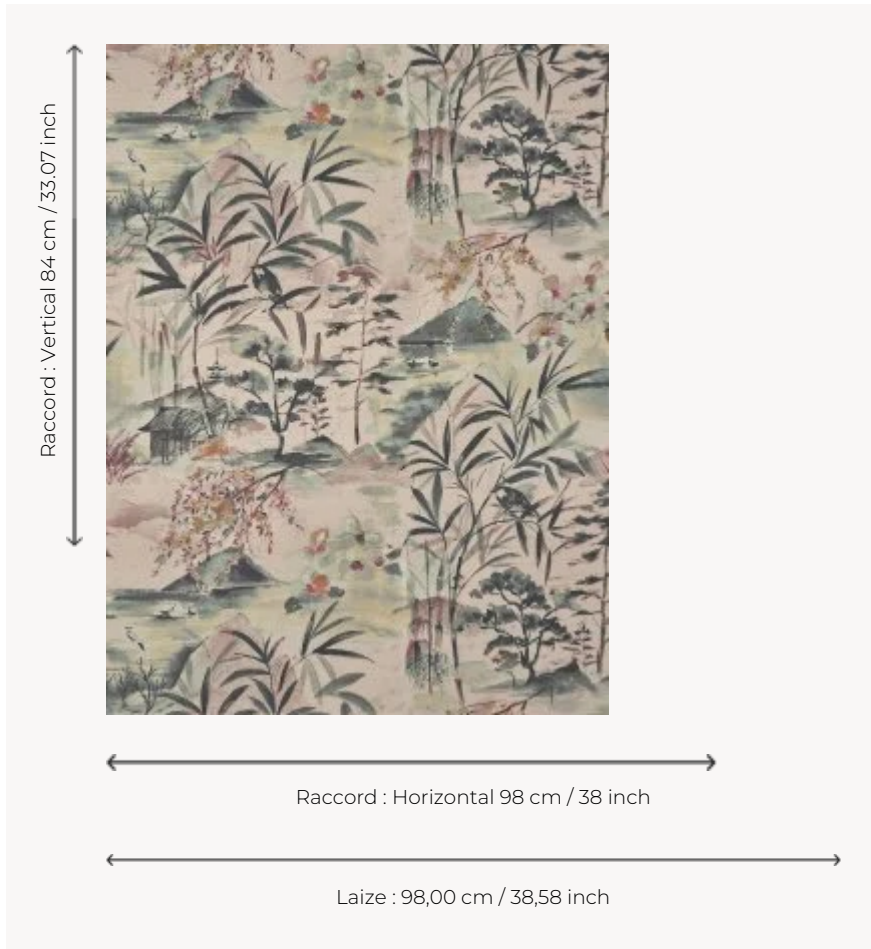 Raccord : Vertical 84 cm / 33.07 inch
Raccord : Horizontal 98 cm / 38 inch
Laize : 98,00 cm / 38,58 inch